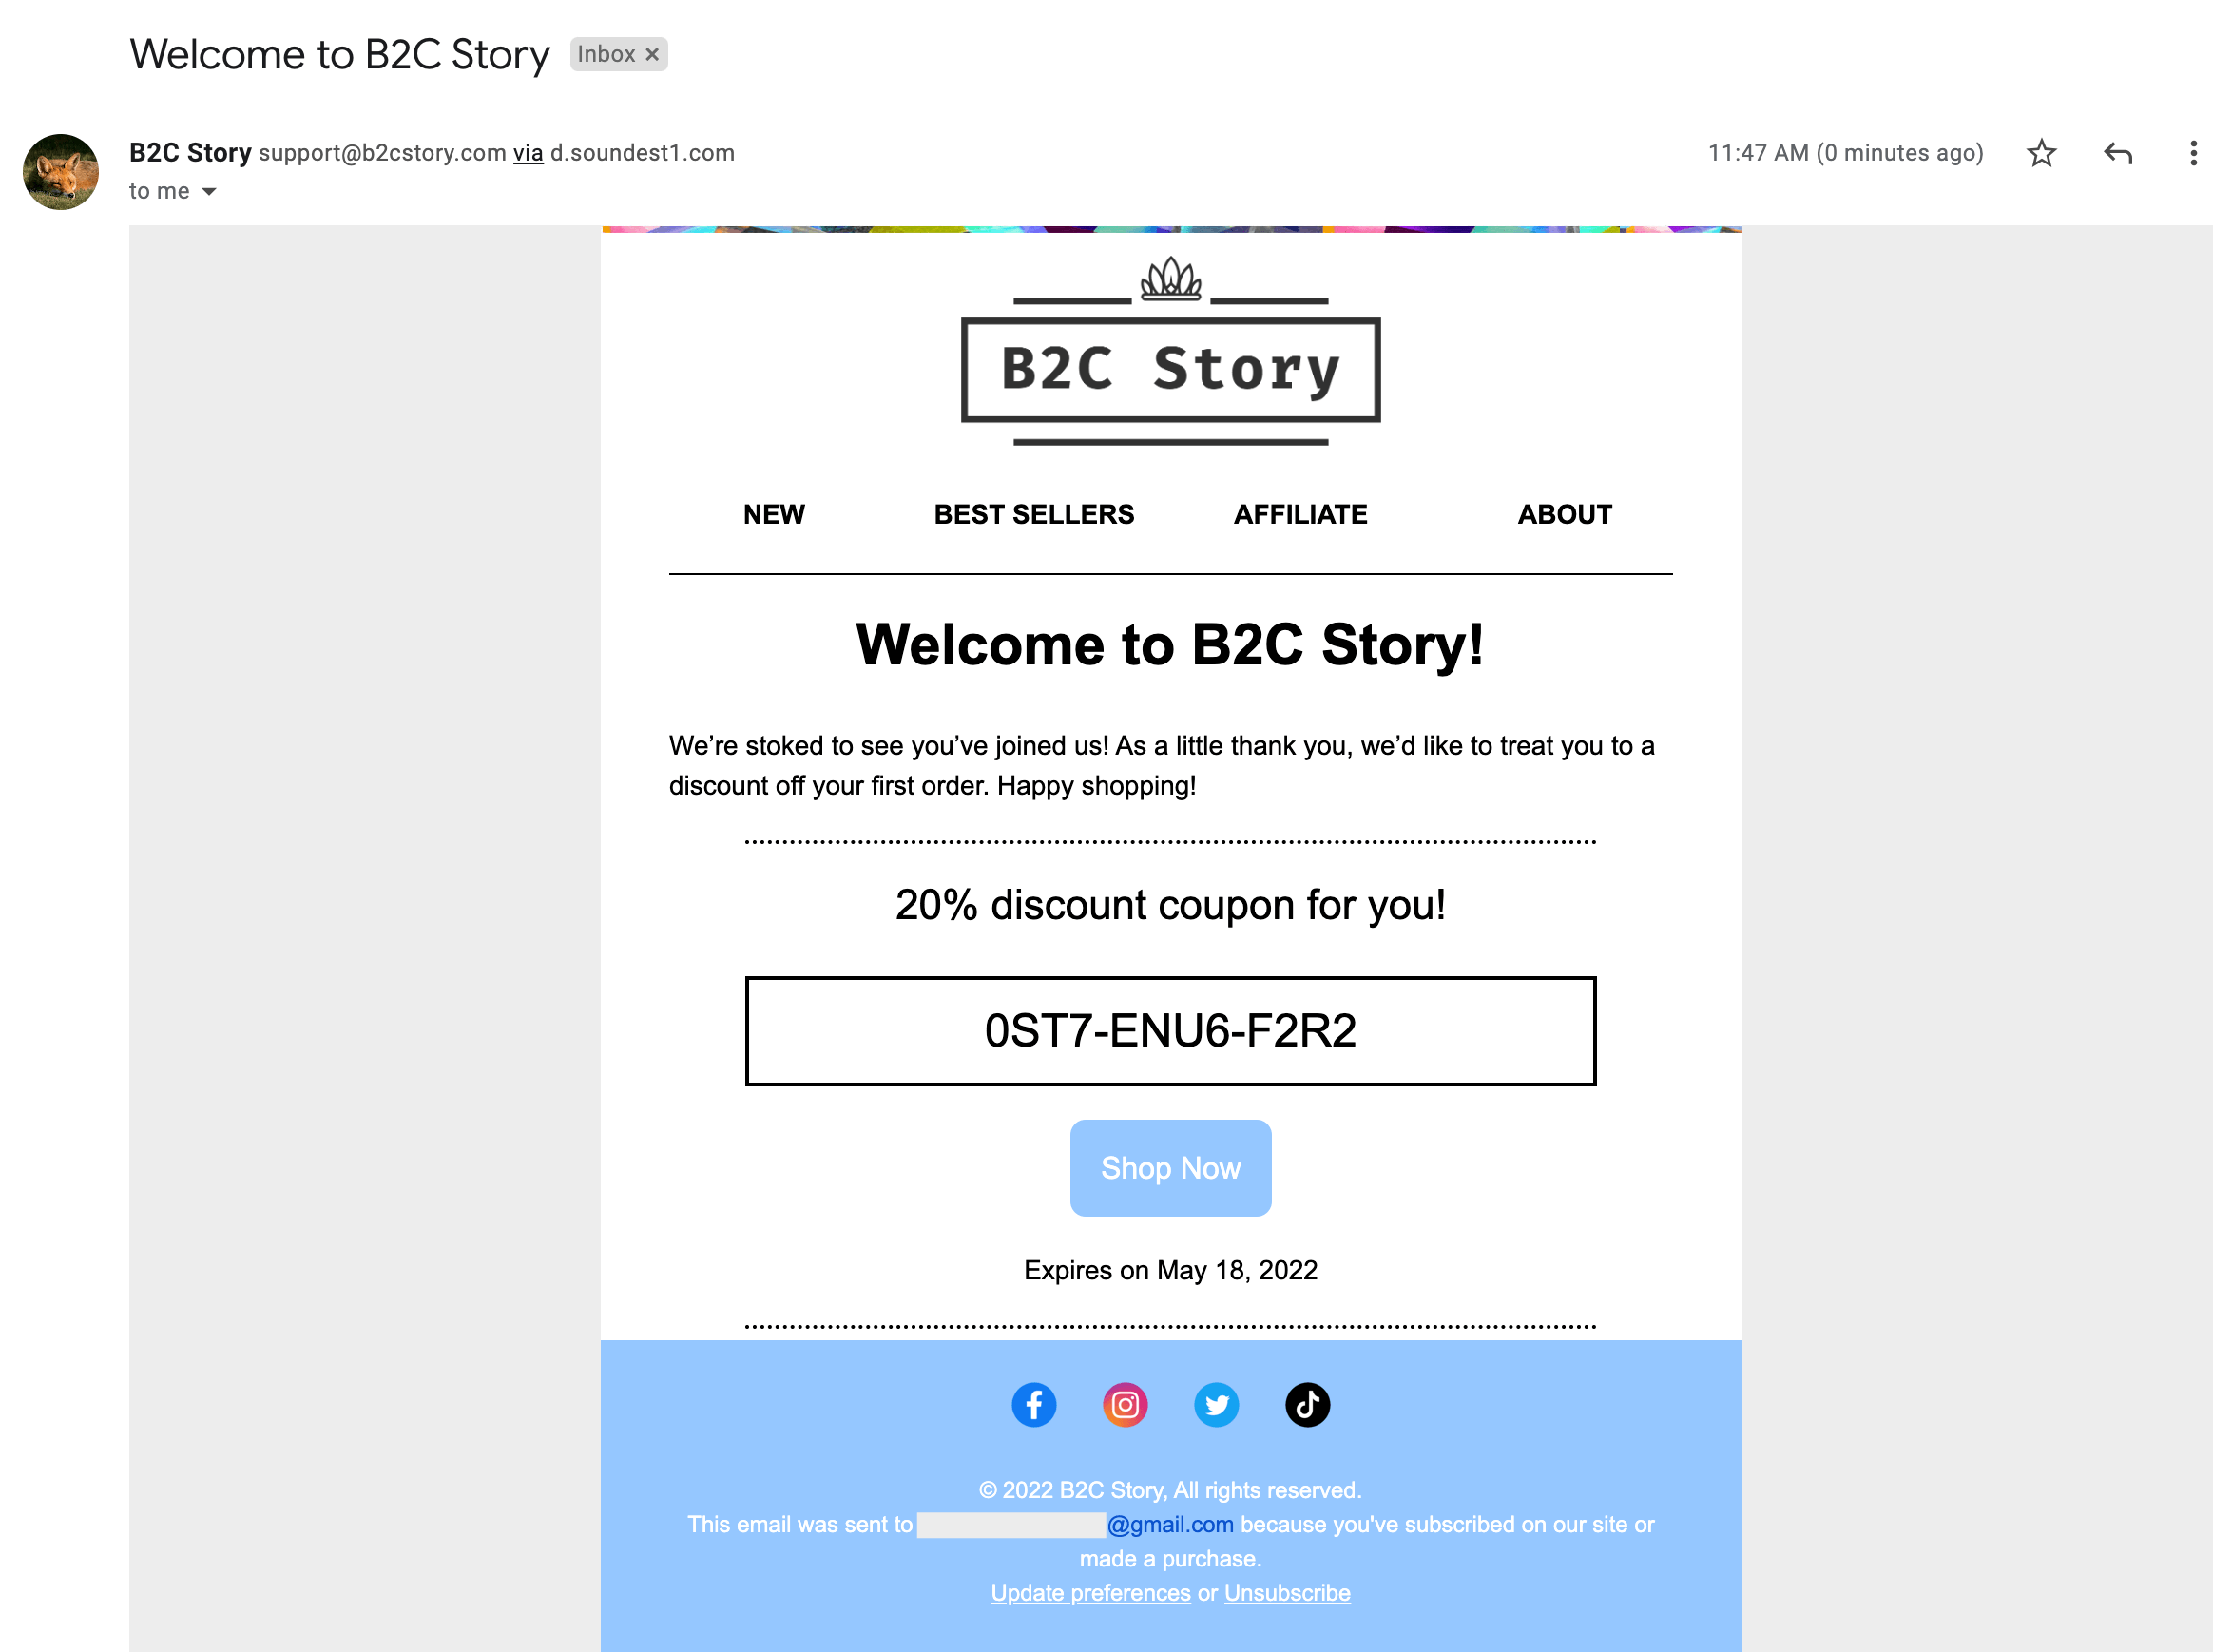 Welcome to B2C Story Inbox ×
B2C Story support@b2cstory.com via d.soundest1.com 11:47 AM (0 minutes ago)
to me
B2C Story
NEW BEST SELLERS AFFILIATE ABOUT
Welcome to B2C Story!
We’re stoked to see you’ve joined us! As a little thank you, we’d like to treat you to a
discount off your first order. Happy shopping!
20% discount coupon for you!
0ST7-ENU6-F2R2
Shop Now
Expires on May 18, 2022
© 2022 B2C Story, All rights reserved.
This email was sent to @gmail.com because you've subscribed on our site or
made a purchase.
Update preferences or Unsubscribe